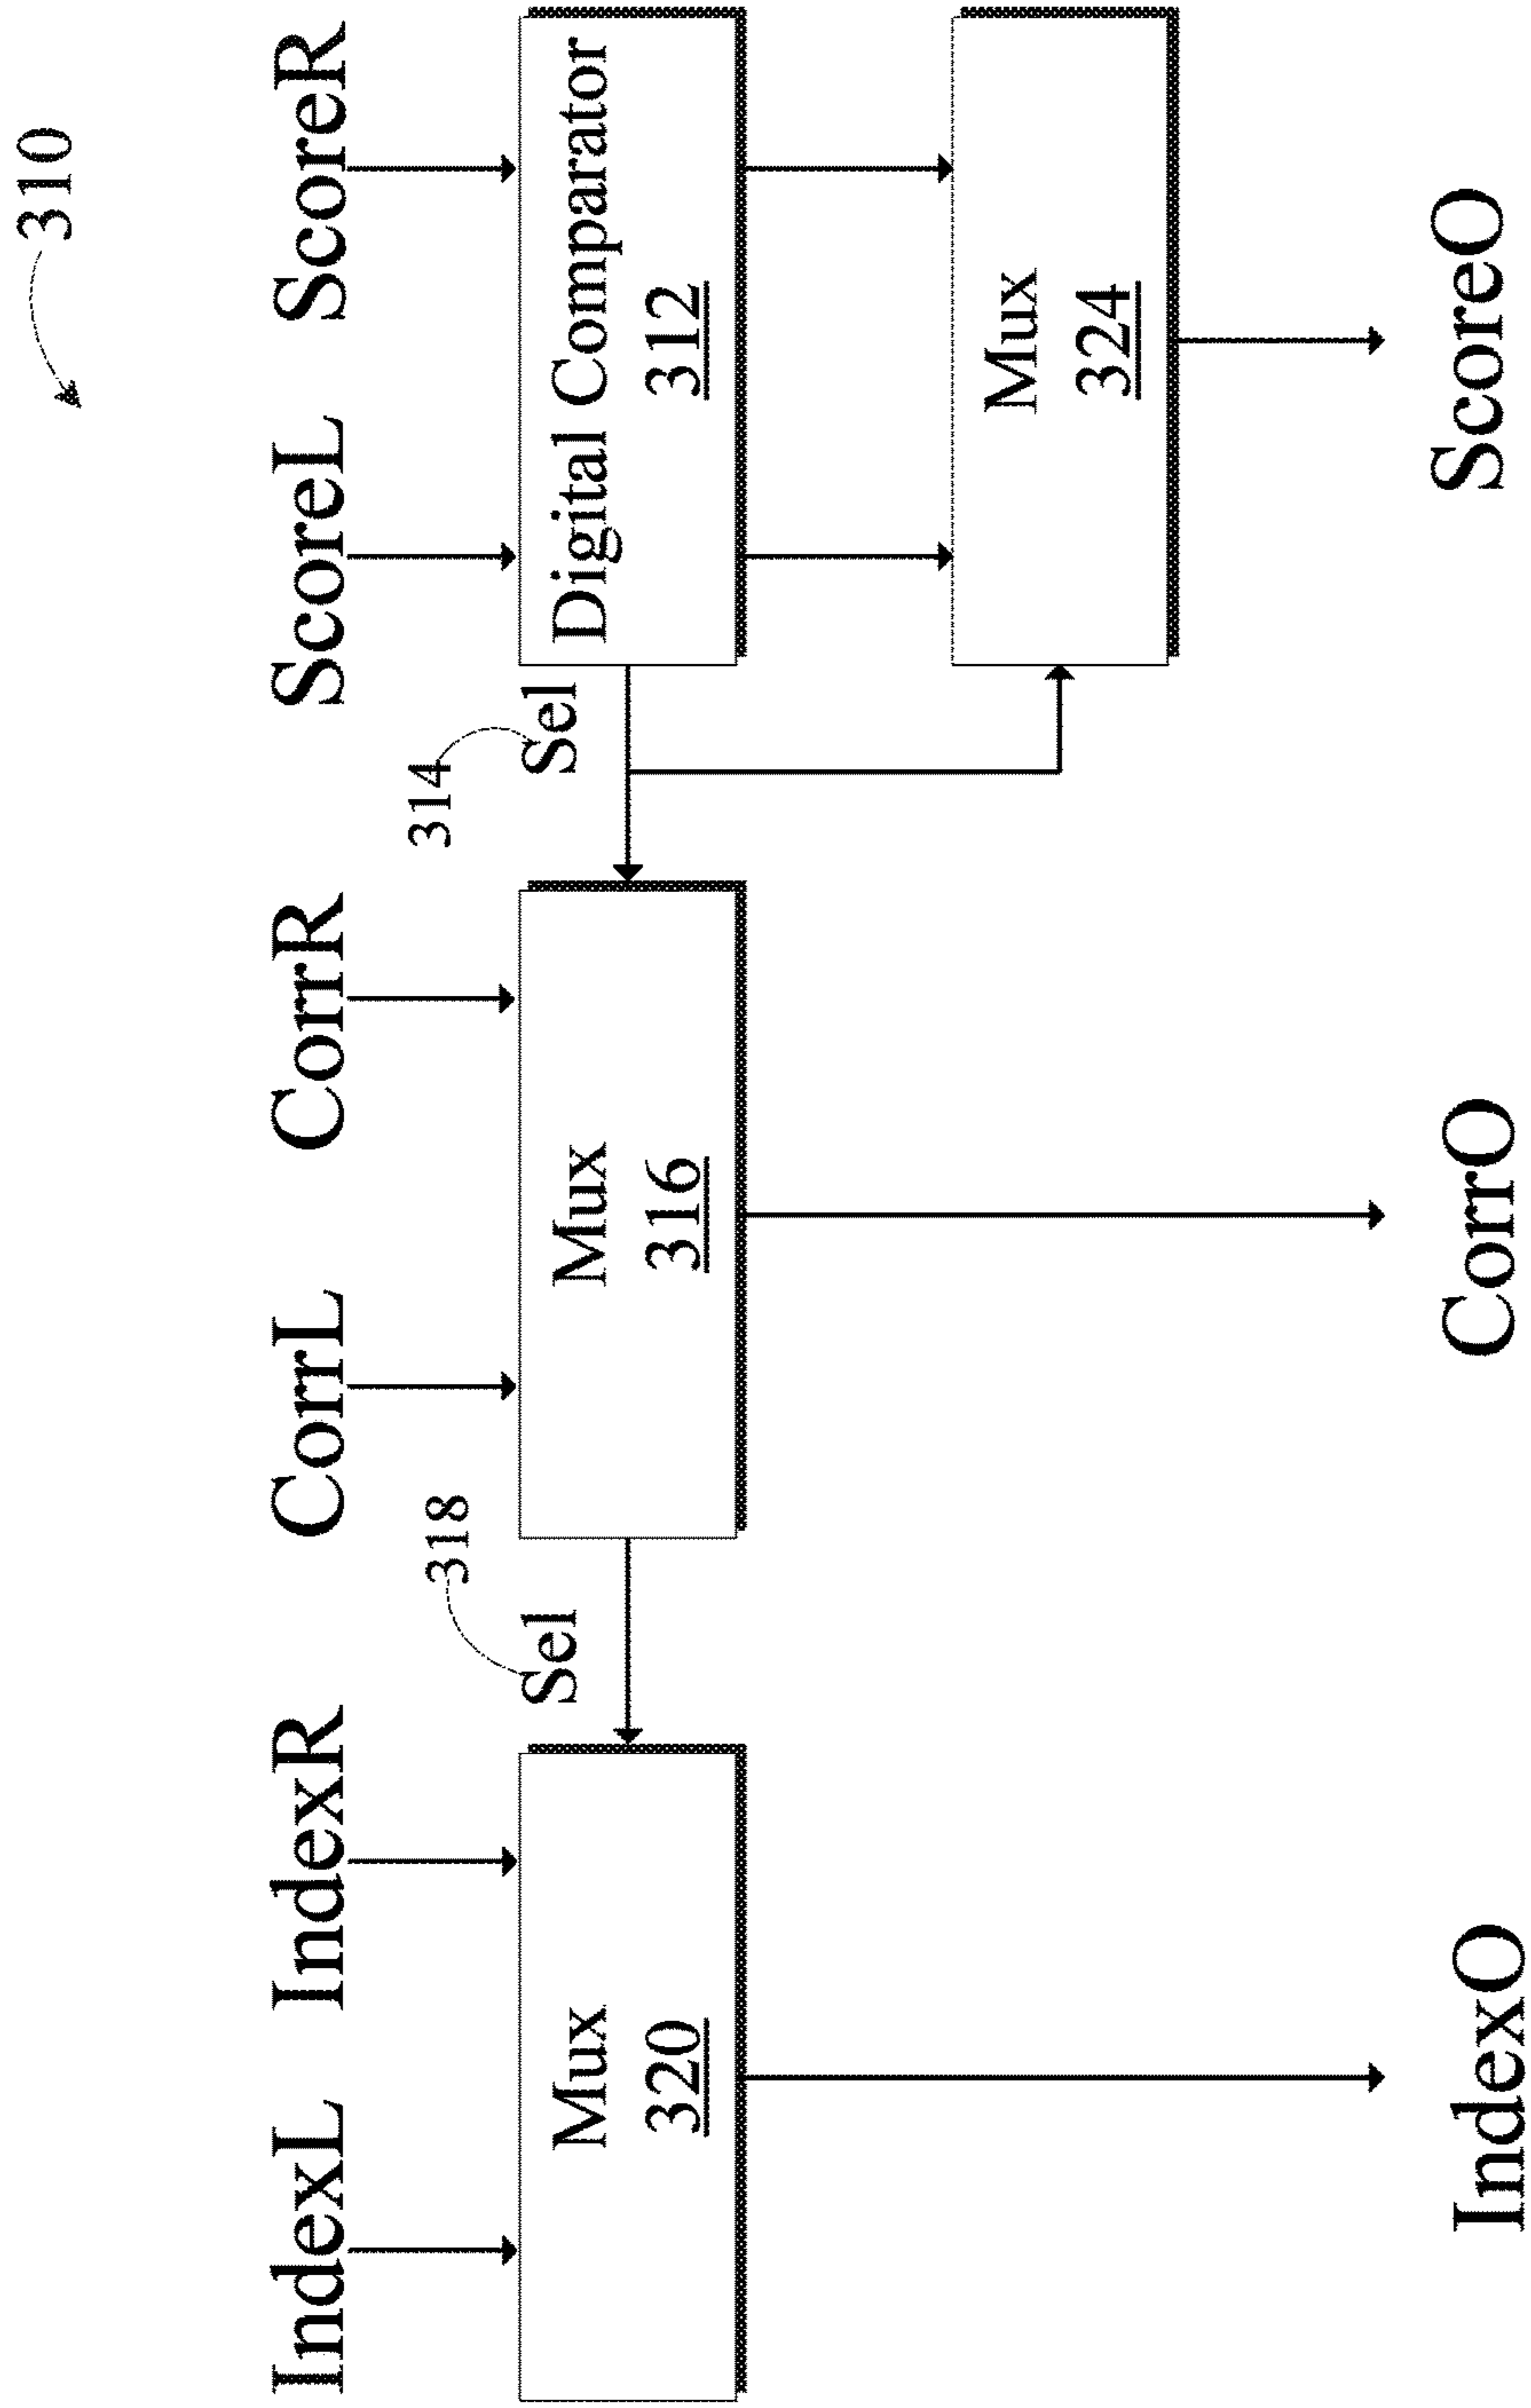 310
IndexL IndexR CorrL CorrR ScoreL ScoreR
318 314
Sel Sel
Mux Mux Digital Comparator
320 316 312
Mux
324
IndexO CorrO ScoreO